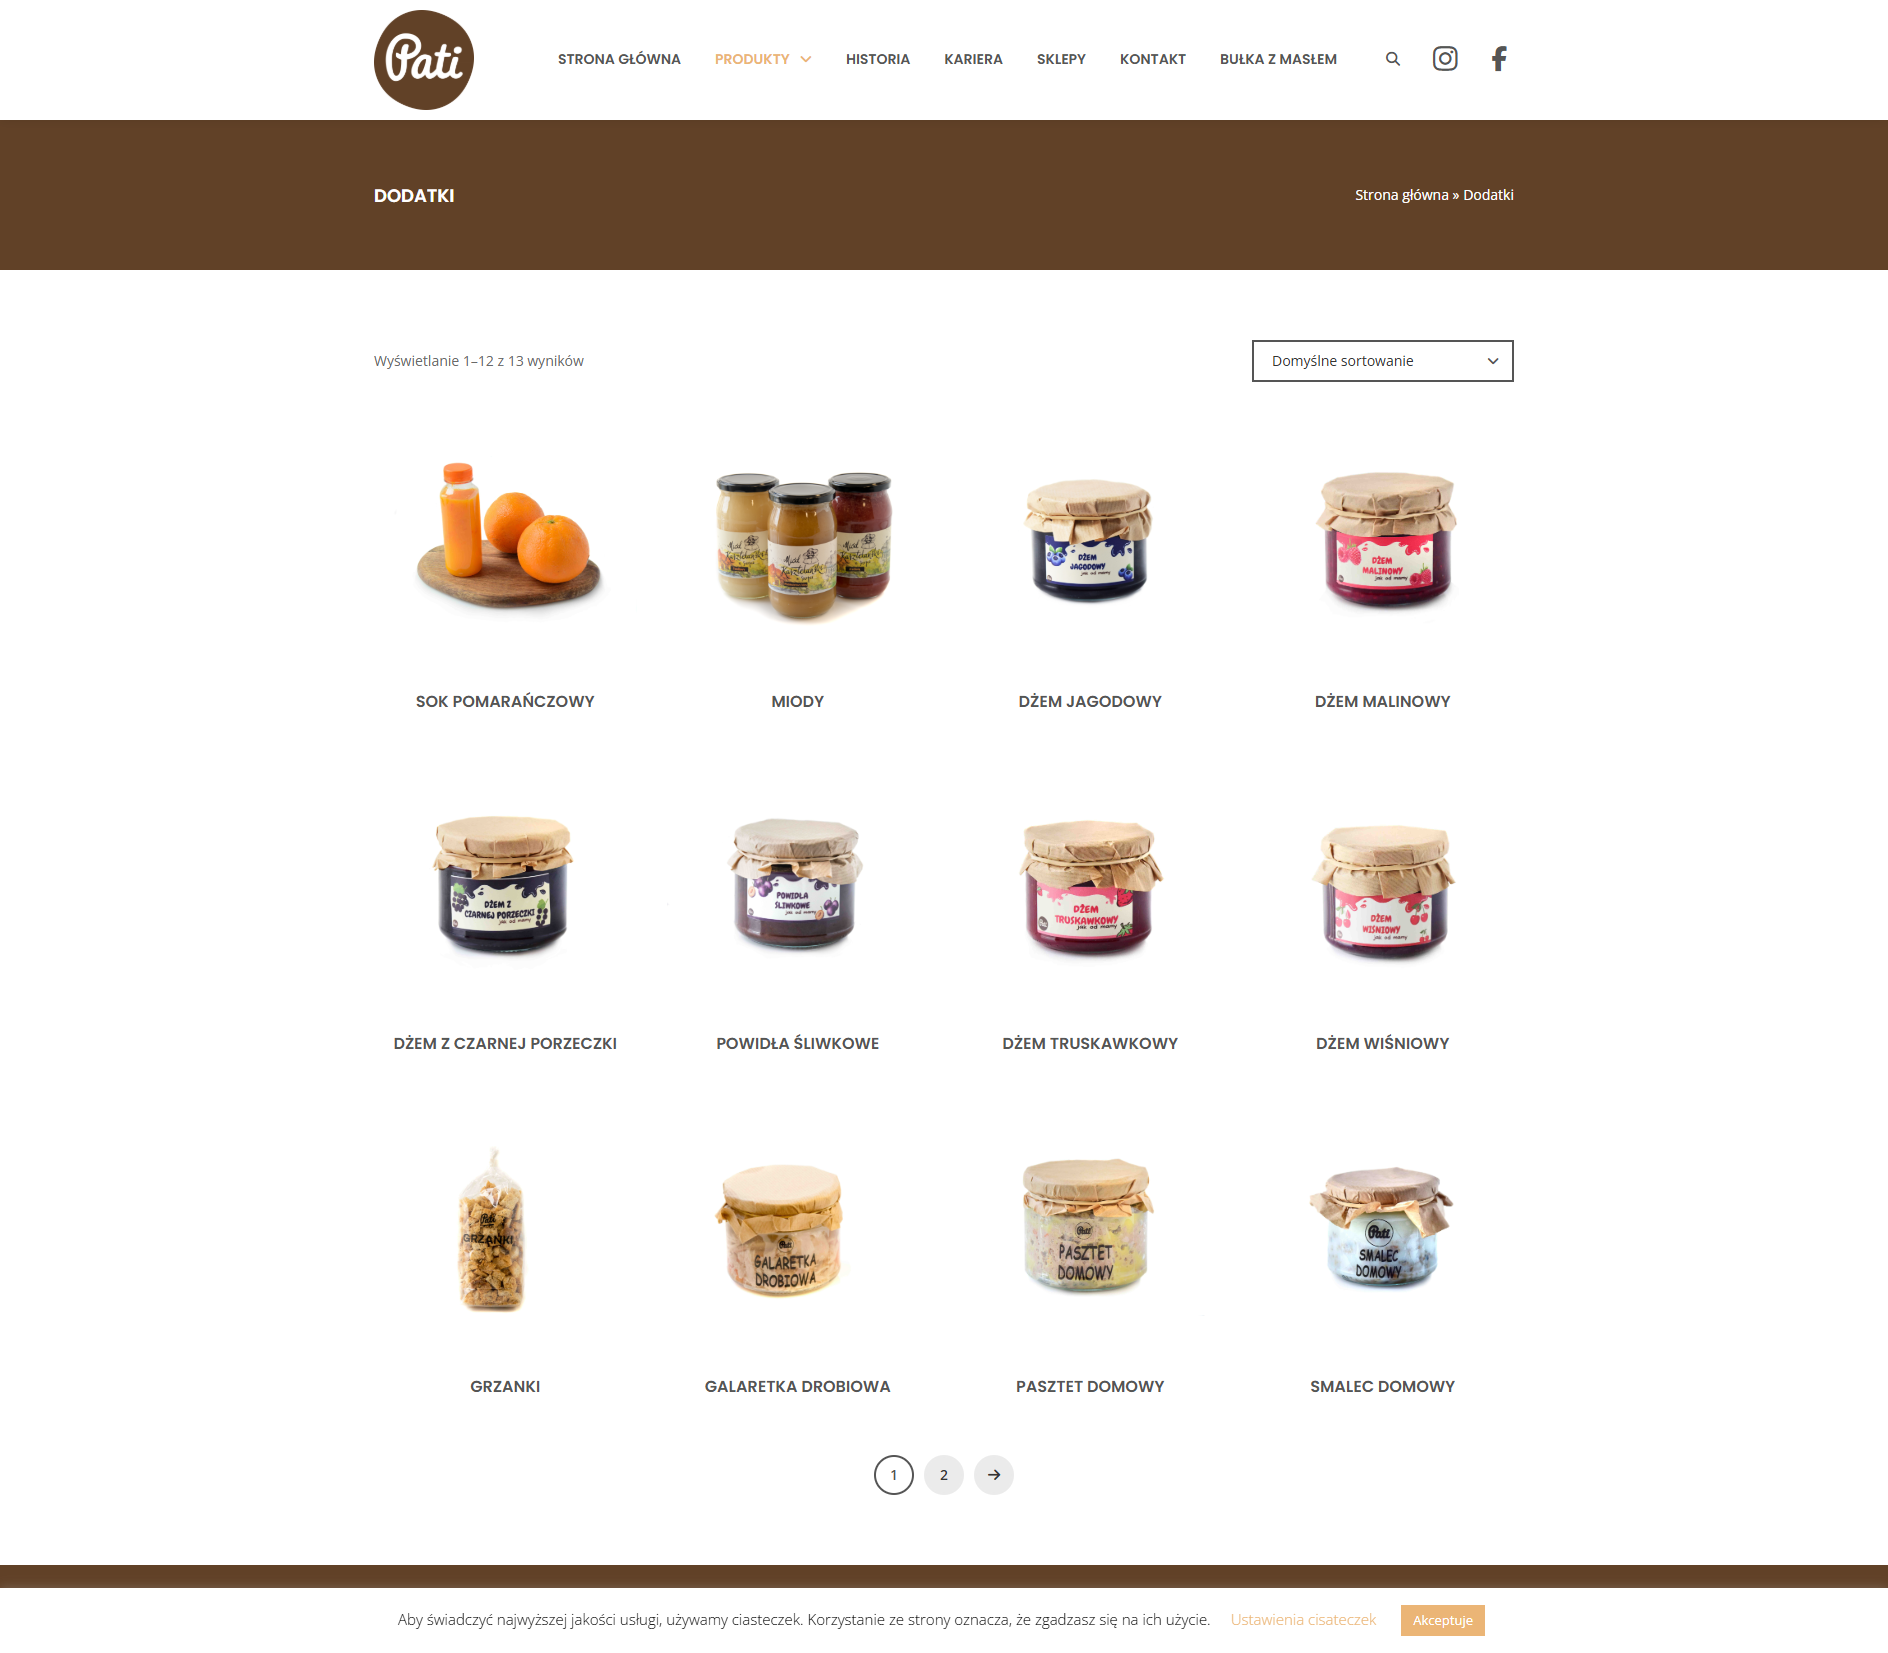 Pati
STRONA GŁÓWNA PRODUKTY HISTORIA KARIERA SKLEPY KONTAKT BUŁKA Z MASŁEM
DODATKI
Strona główna » Dodatki
Wyświetlanie 1–12 z 13 wyników
Domyślne sortowanie
Miód
Kasztelański
Miód
DŻEM
JAGODOWY
jak od mamy
DŻEM
MALINOWY
jak od mamy
SOK POMARAŃCZOWY
MIODY
DŻEM JAGODOWY
DŻEM MALINOWY
DŻEM Z
CZARNEJ PORZECZKI
jak od mamy
POWIDŁA
ŚLIWKOWE
jak od mamy
DŻEM
TRUSKAWKOWY
jak od mamy
DŻEM
WIŚNIOWY
jak od mamy
DŻEM Z CZARNEJ PORZECZKI
POWIDŁA ŚLIWKOWE
DŻEM TRUSKAWKOWY
DŻEM WIŚNIOWY
Pati
GRZANKI
Pati
GALARETKA
DROBIOWA
Pati
PASZTET
DOMOWY
Pati
SMALEC
DOMOWY
GRZANKI
GALARETKA DROBIOWA
PASZTET DOMOWY
SMALEC DOMOWY
1 2 →
Aby świadczyć najwyższej jakości usługi, używamy ciasteczek. Korzystanie ze strony oznacza, że zgadzasz się na ich użycie. Ustawienia cisateczek Akceptuje